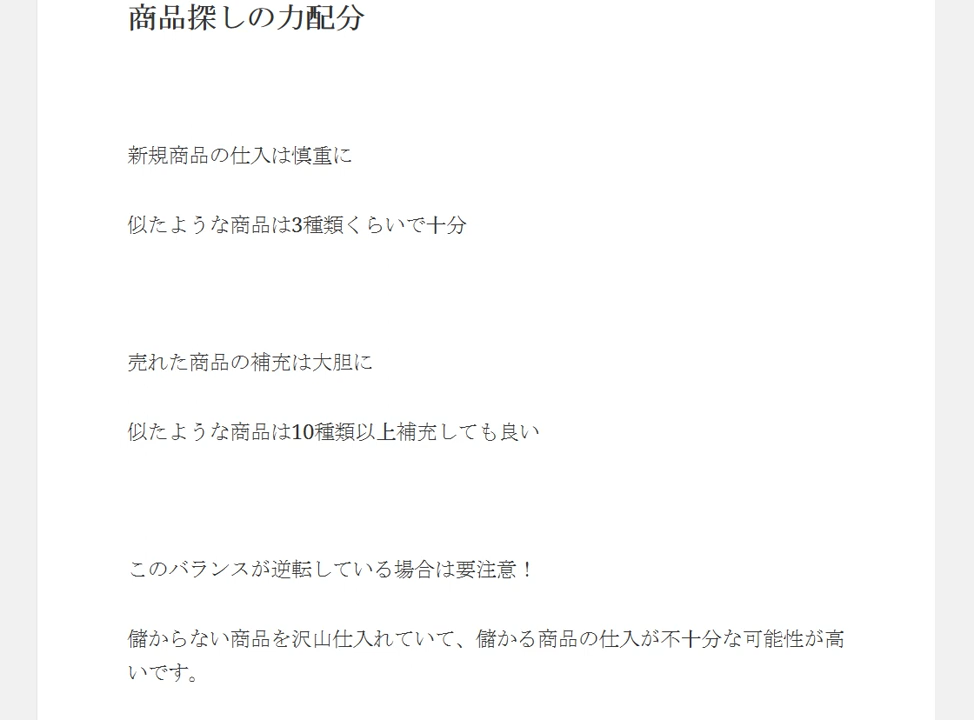 商品探しの力配分
新規商品の仕入は慎重に
似たような商品は3種類くらいで十分
売れた商品の補充は大胆に
似たような商品は10種類以上補充しても良い
このバランスが逆転している場合は要注意！
儲からない商品を沢山仕入れていて、儲かる商品の仕入が不十分な可能性が高
いです。